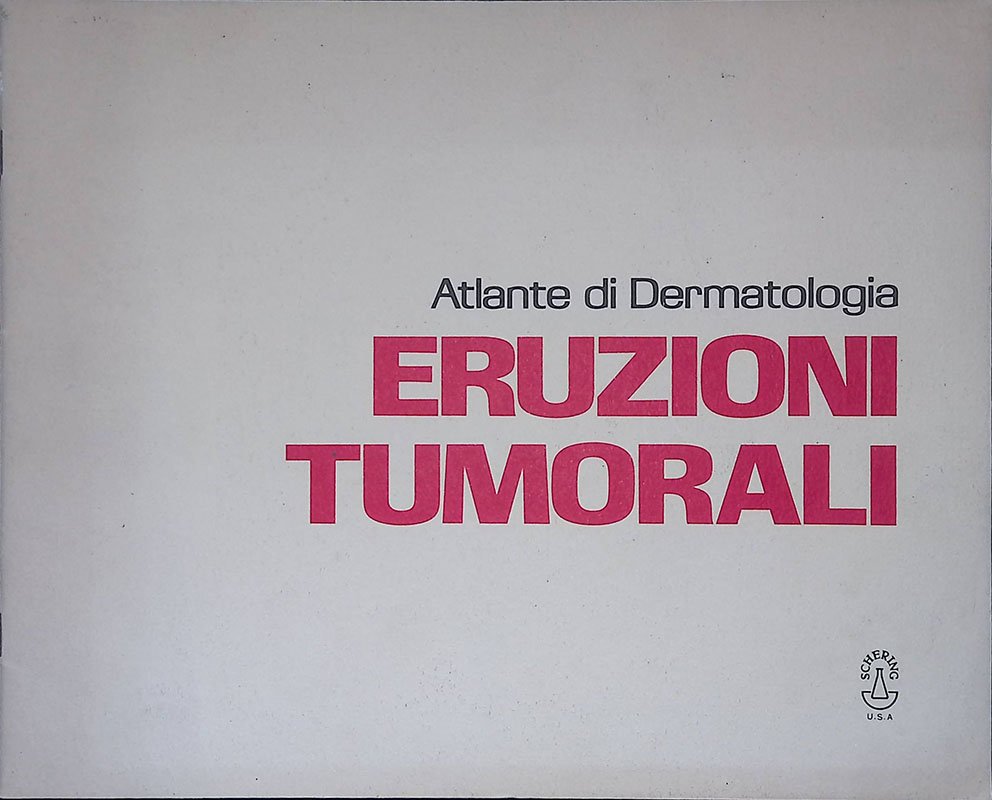 Atlante di Dermatologia
ERUZIONI
TUMORALI
SCHERING
U.S.A